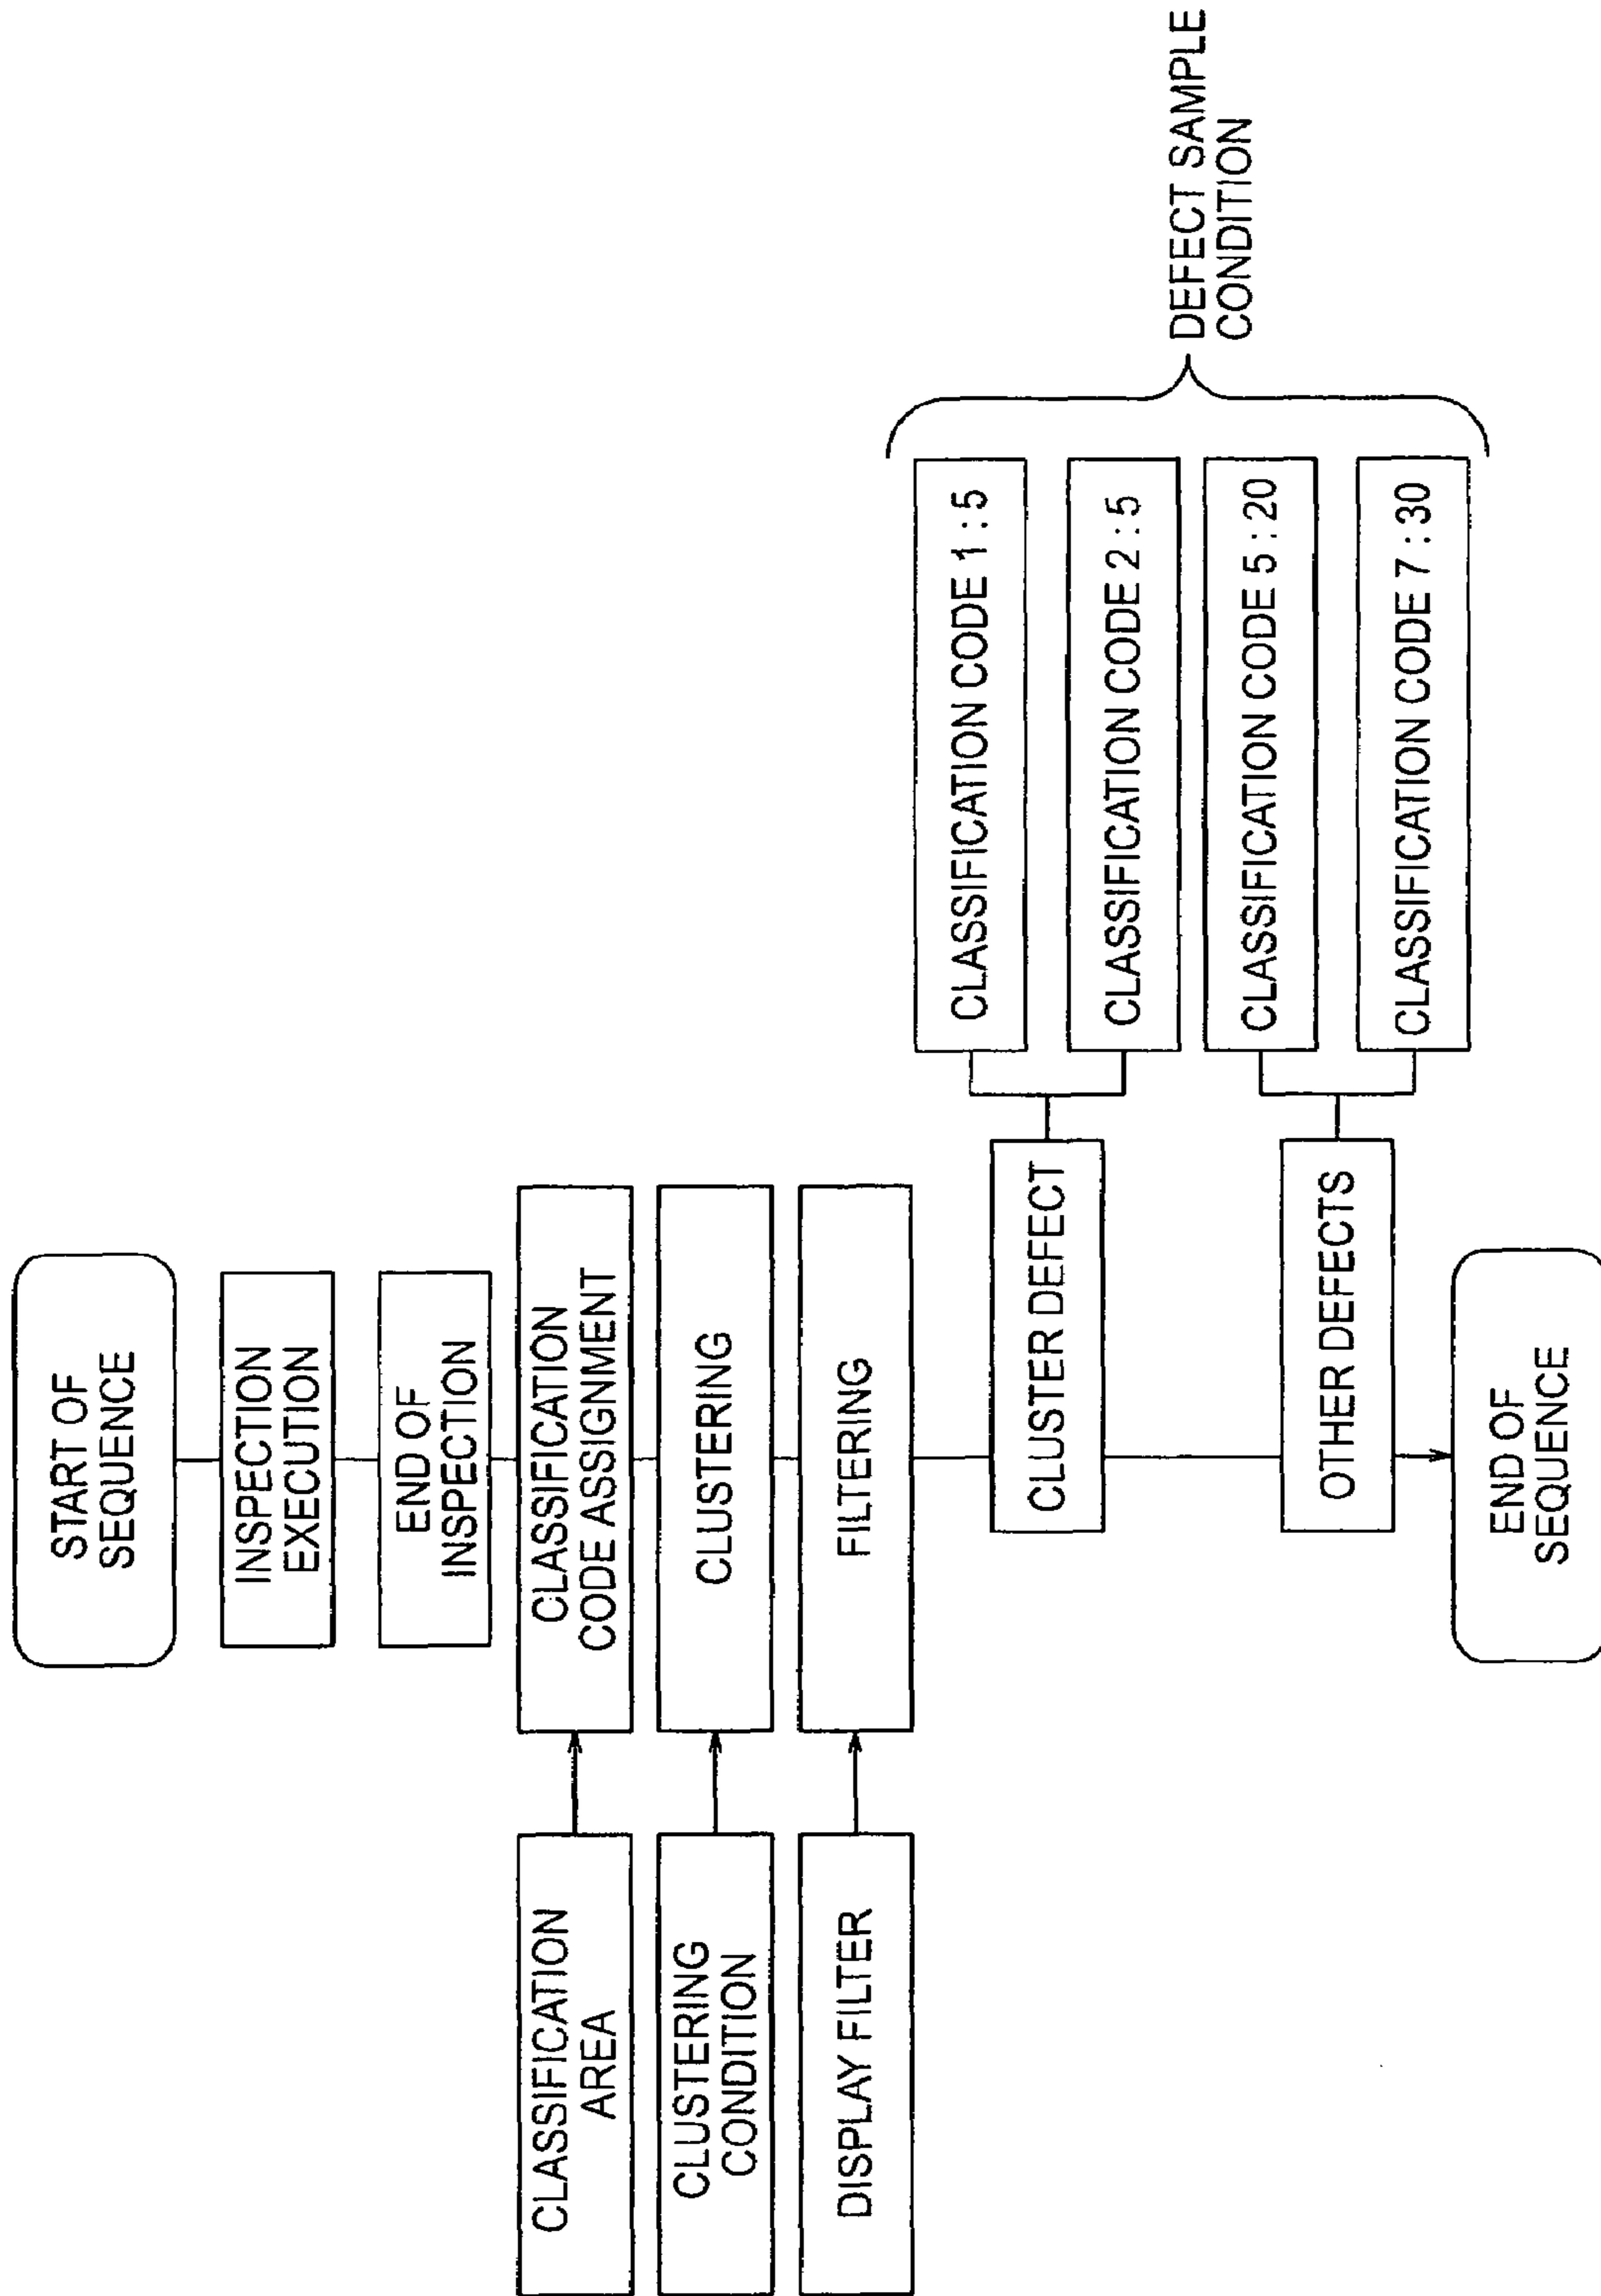 START OF
SEQUENCE
INSPECTION
EXECUTION
END OF
INSPECTION
CLASSIFICATION
AREA
CLASSIFICATION
CODE ASSIGNMENT
CLUSTERING
CONDITION
CLUSTERING
DISPLAY FILTER
FILTERING
CLUSTER DEFECT
CLASSIFICATION CODE 1 : 5
CLASSIFICATION CODE 2 : 5
OTHER DEFECTS
CLASSIFICATION CODE 5 : 20
CLASSIFICATION CODE 7 : 30
DEFECT SAMPLE
CONDITION
END OF
SEQUENCE